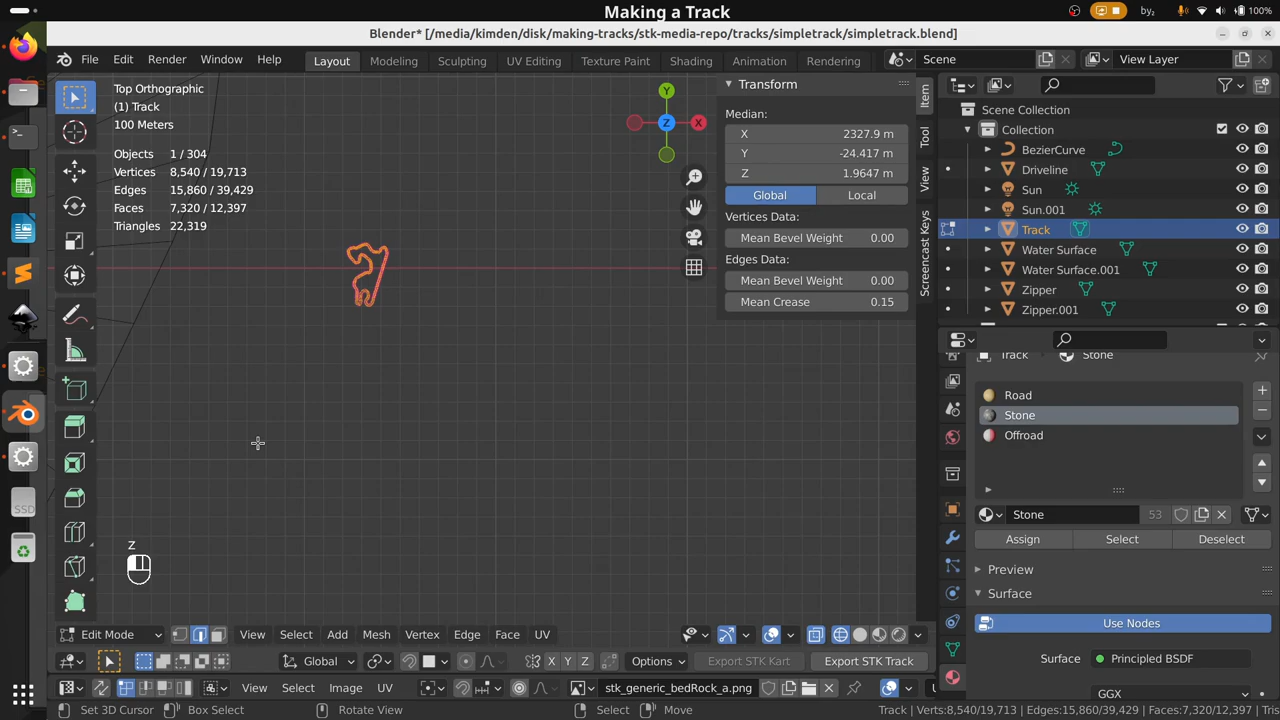 Making a Track
by₂
100%
Blender* [/media/kimden/disk/making-tracks/stk-media-repo/tracks/simpletrack/simpletrack.blend]
File Edit Render Window Help
Layout Modeling Sculpting UV Editing Texture Paint Shading Animation Rendering
Scene
View Layer
Top Orthographic
(1) Track
100 Meters
Objects 1 / 304
Vertices 8,540 / 19,713
Edges 15,860 / 39,429
Faces 7,320 / 12,397
Triangles 22,319
Y
Z
X
Transform
Median:
X 2327.9 m
Y -24.417 m
Z 1.9647 m
Global Local
Vertices Data:
Mean Bevel Weight 0.00
Edges Data:
Mean Bevel Weight 0.00
Mean Crease 0.15
Item
Tool
View
Screencast Keys
Scene Collection
Collection
BezierCurve
Driveline
Sun
Sun.001
Track
Water Surface
Water Surface.001
Zipper
Zipper.001
Track Stone
Road
Stone
Offroad
Stone 53
Assign Select Deselect
Preview
Surface
Use Nodes
Surface Principled BSDF
GGX
Z
SSD
Edit Mode View Select Add Mesh Vertex Edge Face UV
Global X Y Z Options Export STK Kart Export STK Track
View Select Image UV stk_generic_bedRock_a.png
Set 3D Cursor Box Select Rotate View Select Move Track | Verts:8,540/19,713 | Edges:15,860/39,429 | Faces:7,320/12,397 | Tris